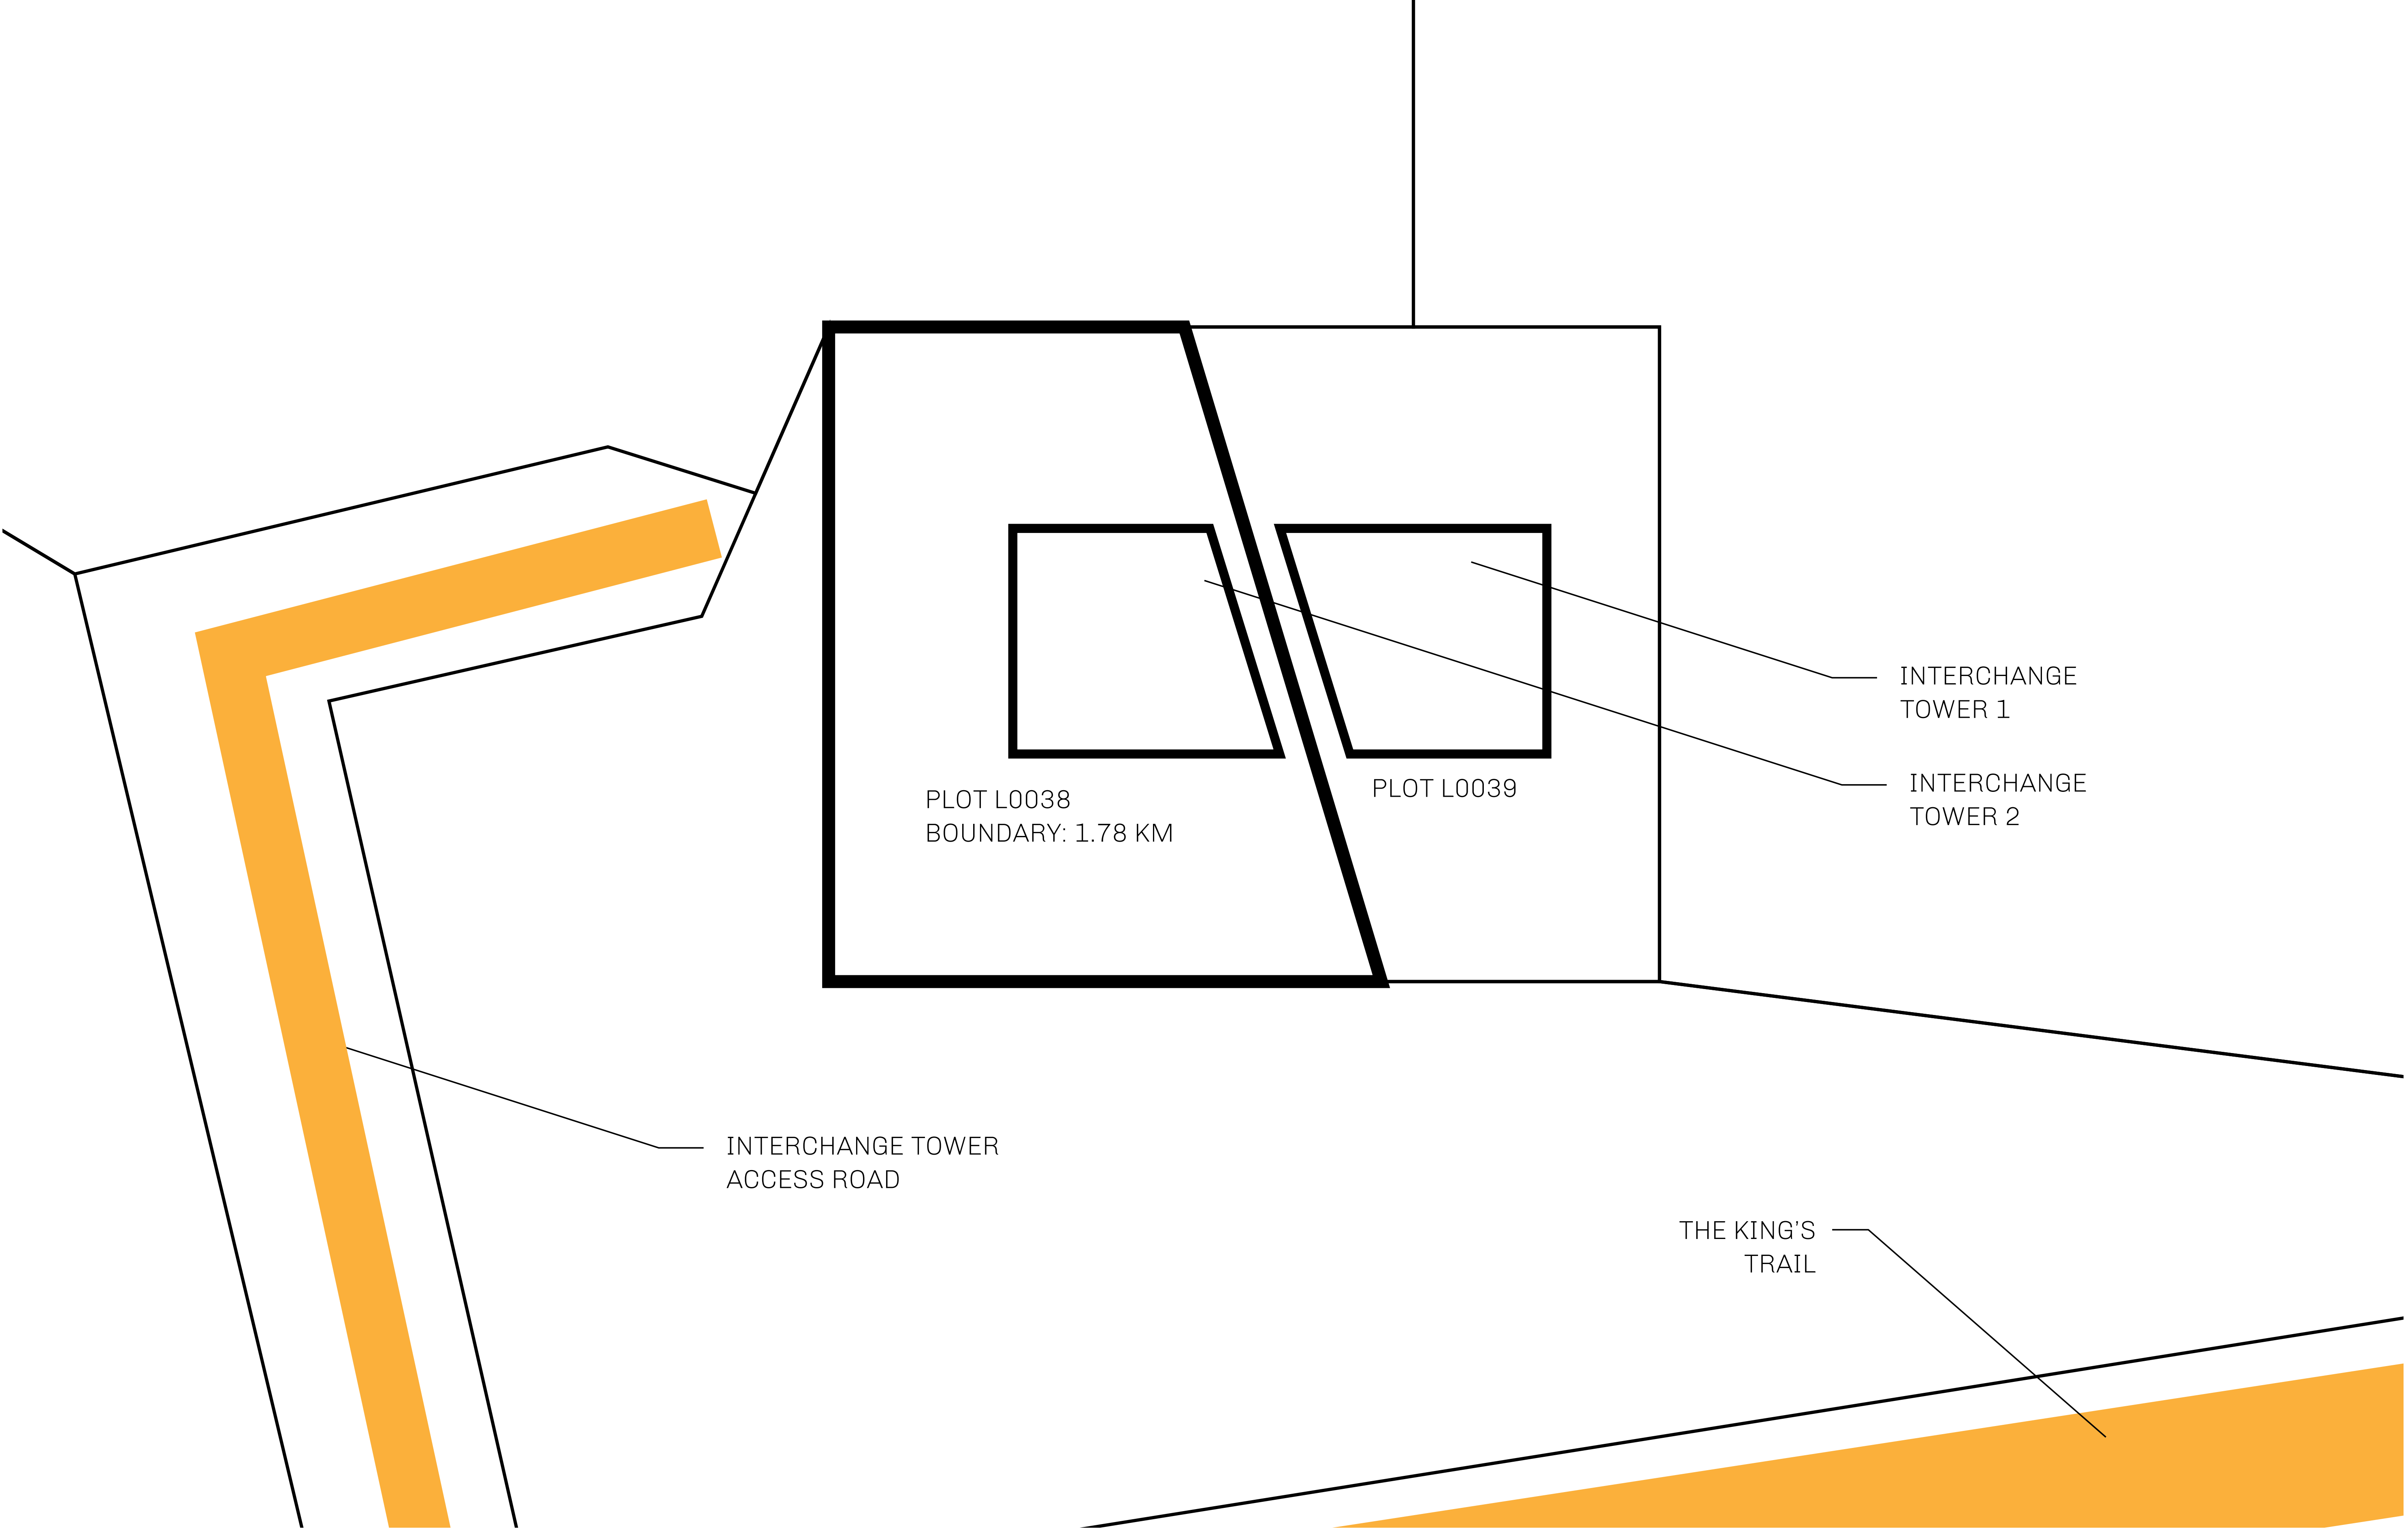 INTERCHANGE
TOWER 1
INTERCHANGE
TOWER 2
PLOT L0039
PLOT L0038
BOUNDARY: 1.78 KM
INTERCHANGE TOWER
ACCESS ROAD
THE KING'S
TRAIL